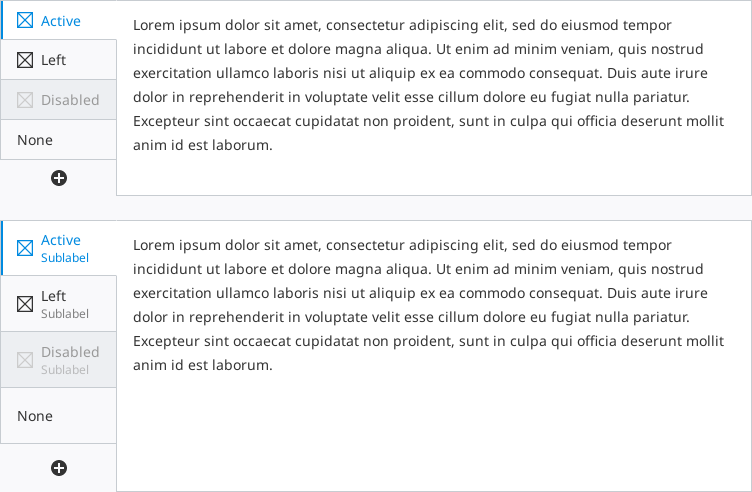 Active
Left
Disabled
None
Lorem ipsum dolor sit amet, consectetur adipiscing elit, sed do eiusmod tempor
incididunt ut labore et dolore magna aliqua. Ut enim ad minim veniam, quis nostrud
exercitation ullamco laboris nisi ut aliquip ex ea commodo consequat. Duis aute irure
dolor in reprehenderit in voluptate velit esse cillum dolore eu fugiat nulla pariatur.
Excepteur sint occaecat cupidatat non proident, sunt in culpa qui officia deserunt mollit
anim id est laborum.
Active
Sublabel
Left
Sublabel
Disabled
Sublabel
None
Lorem ipsum dolor sit amet, consectetur adipiscing elit, sed do eiusmod tempor
incididunt ut labore et dolore magna aliqua. Ut enim ad minim veniam, quis nostrud
exercitation ullamco laboris nisi ut aliquip ex ea commodo consequat. Duis aute irure
dolor in reprehenderit in voluptate velit esse cillum dolore eu fugiat nulla pariatur.
Excepteur sint occaecat cupidatat non proident, sunt in culpa qui officia deserunt mollit
anim id est laborum.